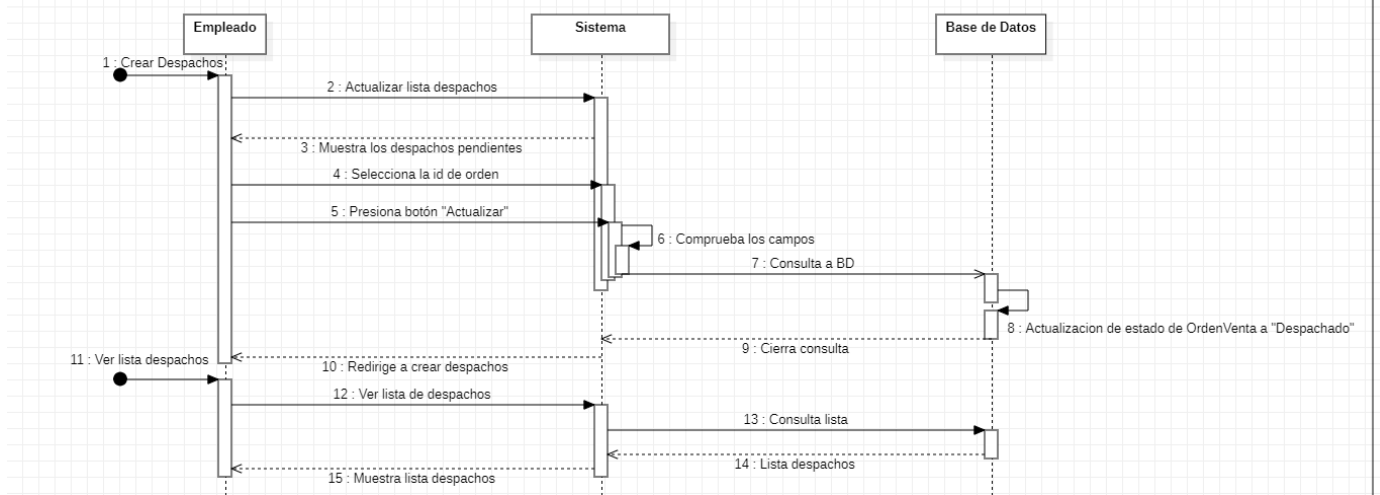 Empleado
Sistema
Base de Datos
1 : Crear Despachos
2 : Actualizar lista despachos
3 : Muestra los despachos pendientes
4 : Selecciona la id de orden
5 : Presiona botón "Actualizar"
6 : Comprueba los campos
7 : Consulta a BD
8 : Actualizacion de estado de OrdenVenta a "Despachado"
9 : Cierra consulta
10 : Redirige a crear despachos
11 : Ver lista despachos
12 : Ver lista de despachos
13 : Consulta lista
14 : Lista despachos
15 : Muestra lista despachos